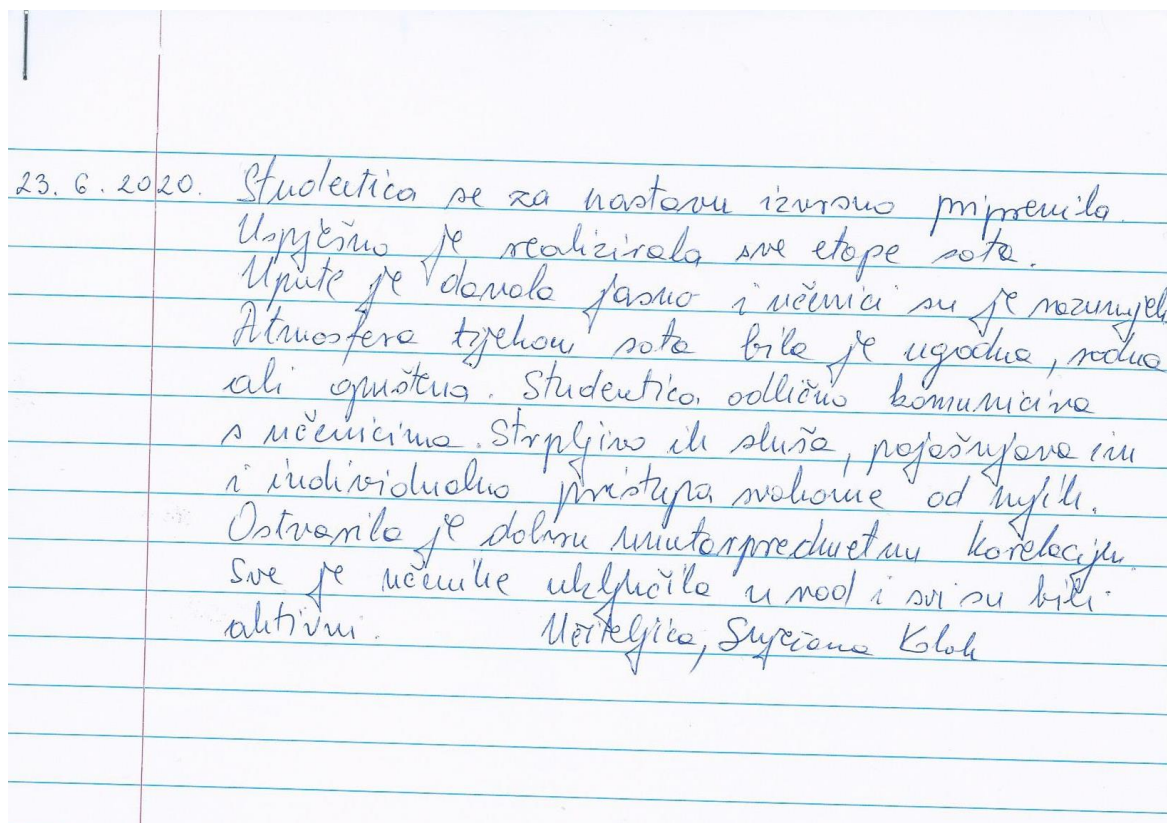 23. 6. 2020. Studentica se za nastavu izvrsno pripremila.
Uspješno je realizirala sve etape sata.
Upute je davala jasno i učenici su je razumjeli
Atmosfera tijekom sata bila je ugodna, radna
ali opuštena. Studentica odlično komunicira
s učenicima. Strpljivo ih sluša, pojašnjava im
i individualno pristupa svakome od njih.
Ostvarila je dobru unutarpredmetnu korelaciju.
Sve je učenike uključila u rad i svi su bili
aktivni. Učiteljica, Snježana